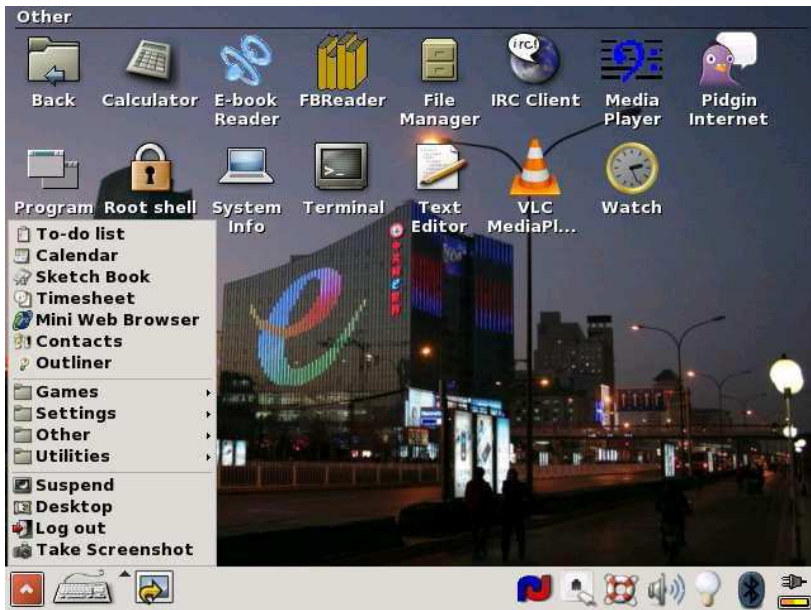 Other
Back
Calculator
E-book
Reader
FBReader
File
Manager
irc!
IRC Client
Media
Player
Pidgin
Internet
Program
Root shell
System
Info
Terminal
Text
Editor
VLC
MediaPl...
Watch
To-do list
Calendar
Sketch Book
Timesheet
Mini Web Browser
Contacts
Outliner
Games
Settings
Other
Utilities
Suspend
Desktop
Log out
Take Screenshot